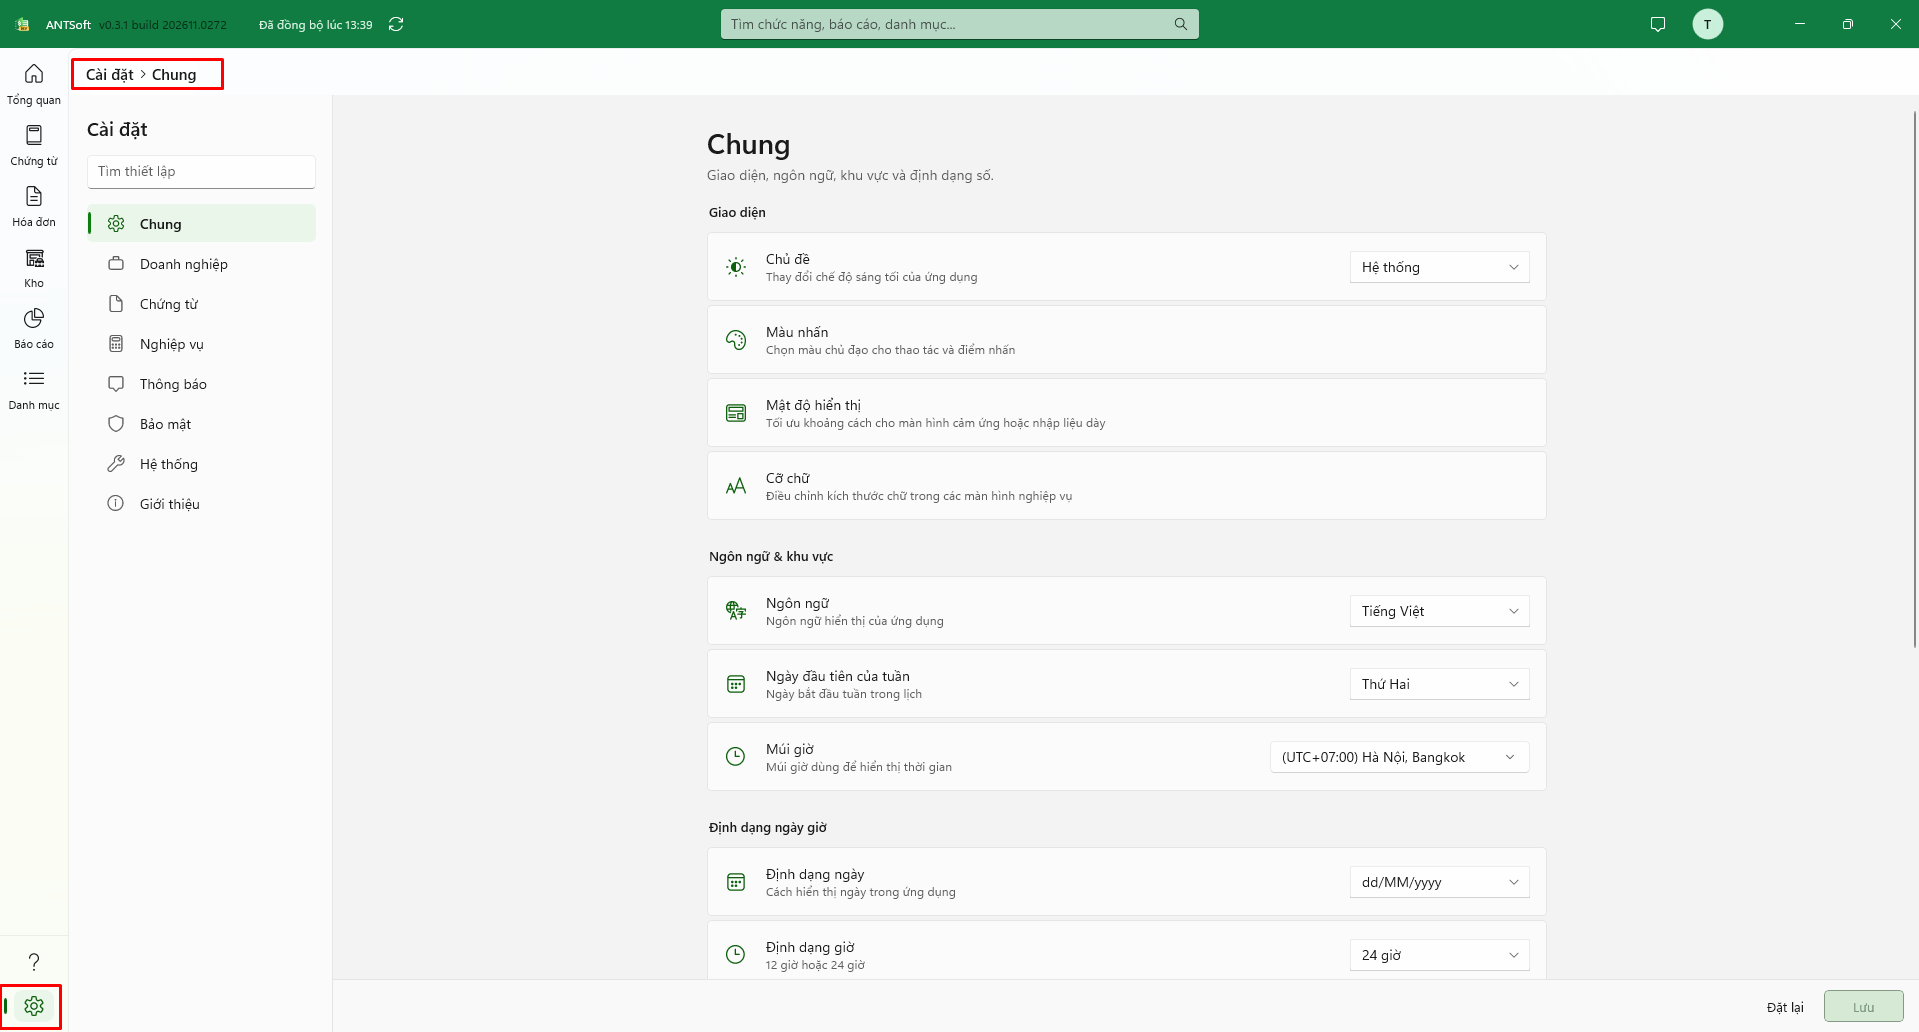 ANTSoft v0.3.1 build 202611.0272 Đã đồng bộ lúc 13:39
Tìm chức năng, báo cáo, danh mục...
T
Cài đặt > Chung
Tổng quan
Chứng từ
Hóa đơn
Kho
Báo cáo
Danh mục
?
Cài đặt
Tìm thiết lập
Chung
Doanh nghiệp
Chứng từ
Nghiệp vụ
Thông báo
Bảo mật
Hệ thống
Giới thiệu
Chung
Giao diện, ngôn ngữ, khu vực và định dạng số.
Giao diện
Chủ đề
Thay đổi chế độ sáng tối của ứng dụng
Hệ thống
Màu nhấn
Chọn màu chủ đạo cho thao tác và điểm nhấn
Mật độ hiển thị
Tối ưu khoảng cách cho màn hình cảm ứng hoặc nhập liệu dày
Cỡ chữ
Điều chỉnh kích thước chữ trong các màn hình nghiệp vụ
Ngôn ngữ & khu vực
Ngôn ngữ
Ngôn ngữ hiển thị của ứng dụng
Tiếng Việt
Ngày đầu tiên của tuần
Ngày bắt đầu tuần trong lịch
Thứ Hai
Múi giờ
Múi giờ dùng để hiển thị thời gian
(UTC+07:00) Hà Nội, Bangkok
Định dạng ngày giờ
Định dạng ngày
Cách hiển thị ngày trong ứng dụng
dd/MM/yyyy
Định dạng giờ
12 giờ hoặc 24 giờ
24 giờ
Đặt lại
Lưu